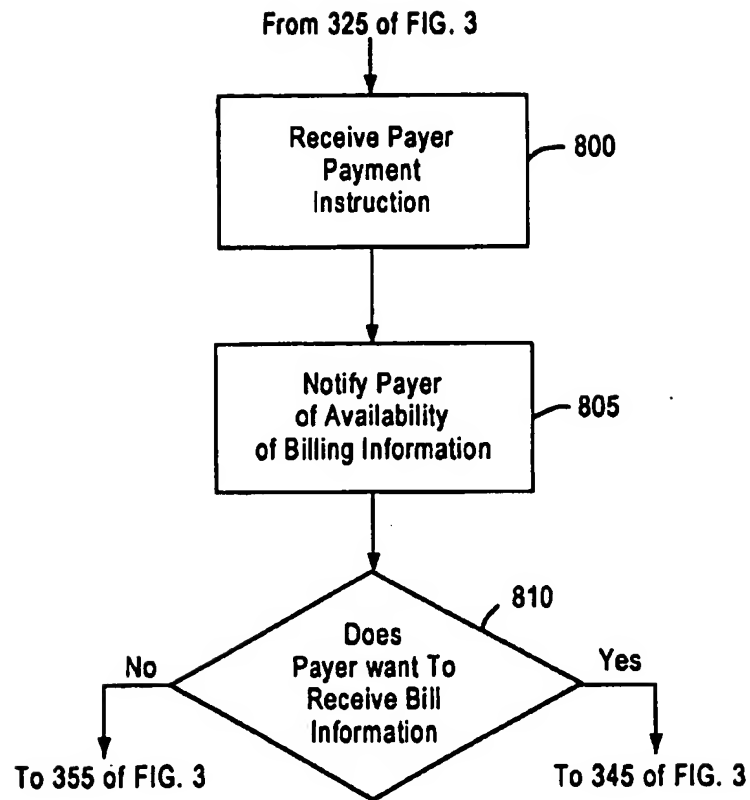 From 325 of FIG. 3
Receive Payer
Payment
Instruction
800
Notify Payer
of Availability
of Billing Information
805
810
Does
Payer want To
Receive Bill
Information
No
Yes
To 355 of FIG. 3
To 345 of FIG. 3